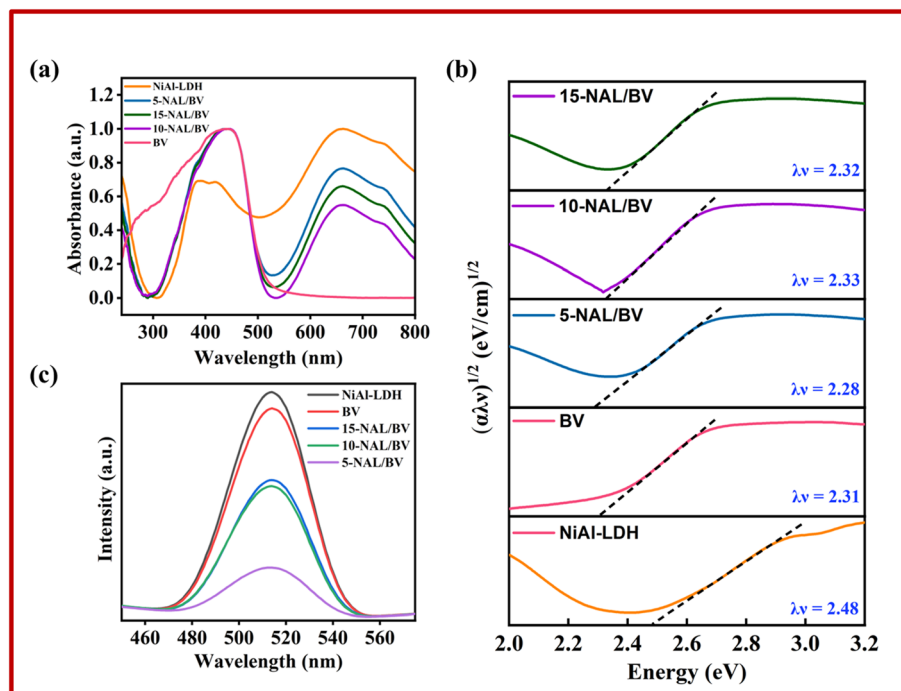 (a)
NiAl-LDH
5-NAL/BV
15-NAL/BV
10-NAL/BV
BV
1.2
1.0
0.8
0.6
0.4
0.2
0.0
Absorbance (a.u.)
300 400 500 600 700 800
Wavelength (nm)
(b)
15-NAL/BV
λν = 2.32
10-NAL/BV
λν = 2.33
5-NAL/BV
λν = 2.28
BV
λν = 2.31
NiAl-LDH
λν = 2.48
(αλν)^1/2 (eV/cm)^1/2
2.0 2.2 2.4 2.6 2.8 3.0 3.2
Energy (eV)
(c)
NiAl-LDH
BV
15-NAL/BV
10-NAL/BV
5-NAL/BV
Intensity (a.u.)
460 480 500 520 540 560
Wavelength (nm)